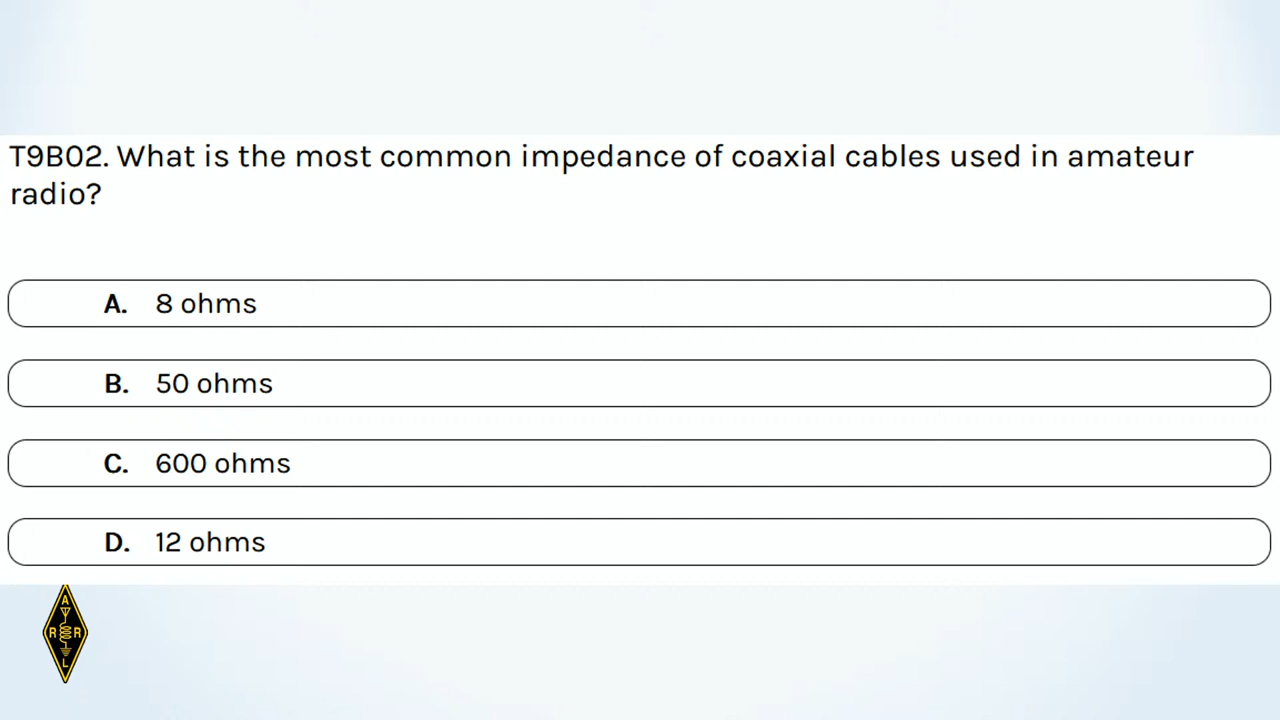 T9B02. What is the most common impedance of coaxial cables used in amateur
radio?
A. 8 ohms
B. 50 ohms
C. 600 ohms
D. 12 ohms
A
R R
L